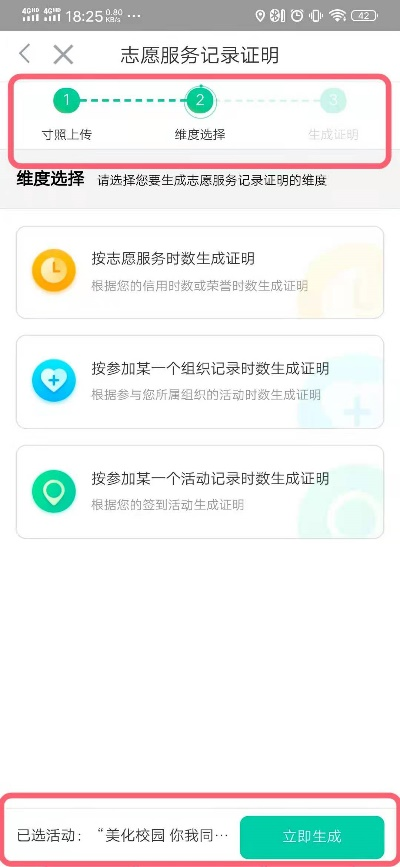 4GHD 4GHD 18:25 0.80 KB/s ··· 42
志愿服务记录证明
1 2 3
寸照上传 维度选择 生成证明
维度选择 请选择您要生成志愿服务记录证明的维度
按志愿服务时数生成证明
根据您的信用时数或荣誉时数生成证明
按参加某一个组织记录时数生成证明
根据参与您所属组织的活动时数生成证明
按参加某一个活动记录时数生成证明
根据您的签到活动生成证明
已选活动：“美化校园 你我同… 立即生成